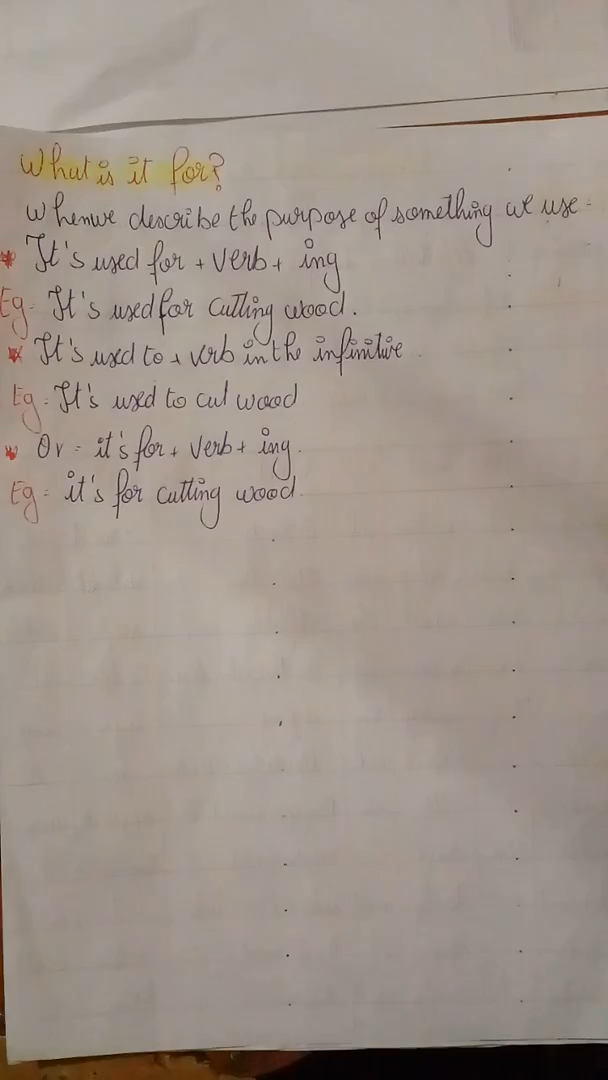 What is it for?
When we describe the purpose of something we use =
* It's used for + verb + ing
Eg = It's used for cutting wood.
* It's used to + verb in the infinitive
Eg = It's used to cut wood
* Or = it's for + verb + ing.
Eg = it's for cutting wood